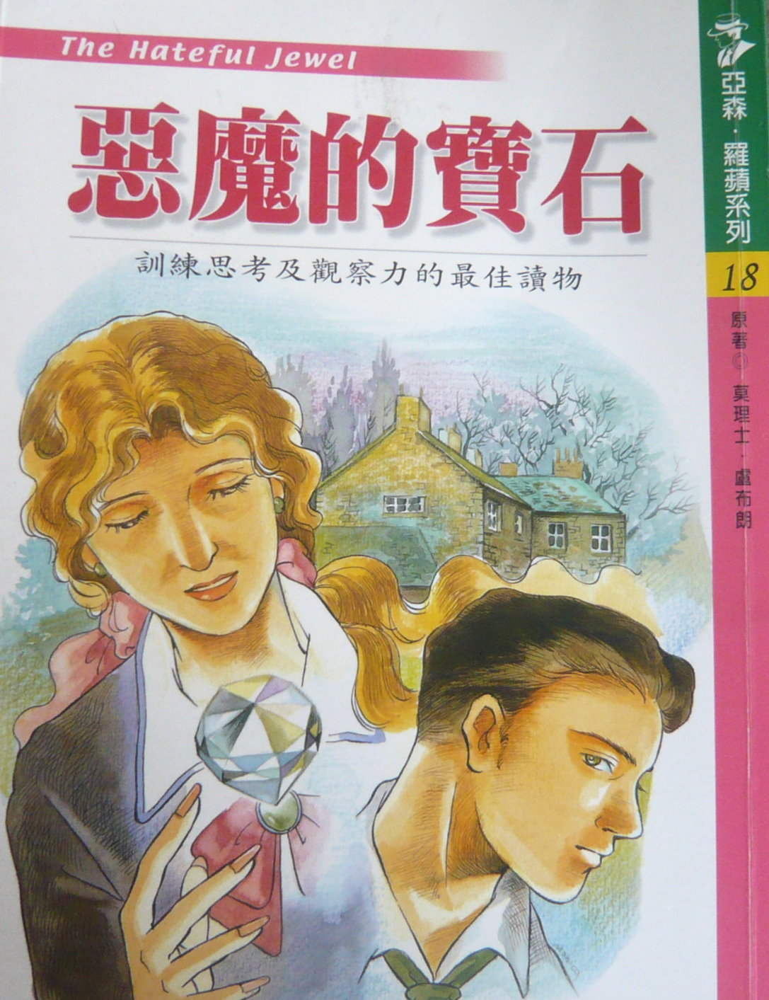 The Hateful Jewel
惡魔的寶石
訓練思考及觀察力的最佳讀物
亞森·羅蘋系列
18
原著◎莫理士·盧布朗